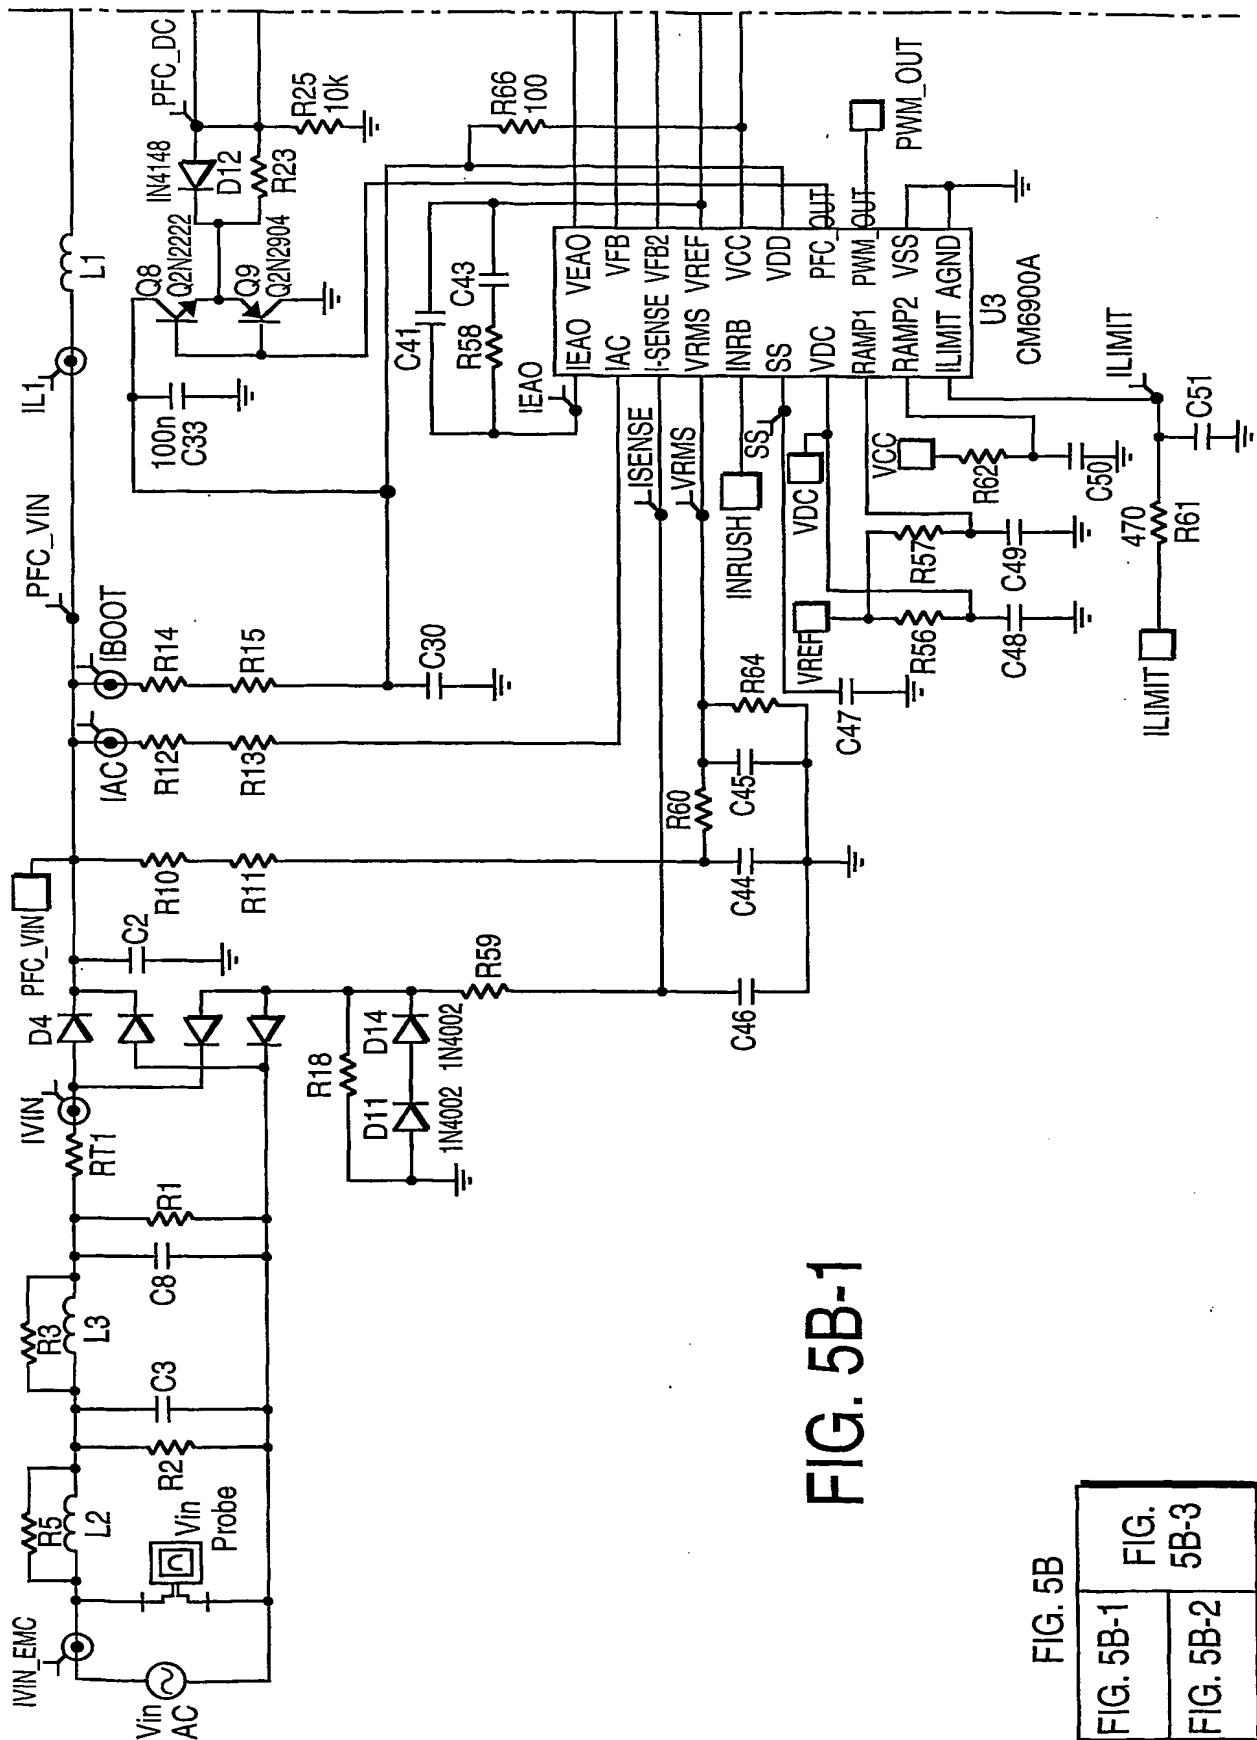 IVIN_EMC
Vin
AC
R5
L2
Vin
Probe
R2
C3
R3
L3
C8
R1
RT1
IVIN
D4
PFC_VIN
C2
R10
R11
IAC
R12
R13
IBOOT
R14
R15
C30
PFC_VIN
IL1
L1
100n
C33
Q8
Q2N2222
Q9
Q2N2904
IN4148
D12
R23
PFC_DC
R25
10k
R66
100
C41
C43
R58
R18
D11
1N4002
D14
1N4002
R59
C46
C44
R60
C45
R64
C47
ISENSE
VRMS
INRUSH
IEAO
SS
VDC
IEAO VEAO
IAC VFB
I-SENSE VFB2
VRMS VREF
INRB VCC
SS VDD
VDC PFC_OUT
RAMP1 PWM_OUT
RAMP2 VSS
ILIMIT AGND
U3
CM6900A
PWM_OUT
VREF
R56
C48
R57
C49
VCC
R62
C50
ILIMIT
C51
470
R61
ILIMIT
FIG. 5B-1
FIG. 5B
FIG. 5B-1
FIG. 5B-2
FIG.
5B-3